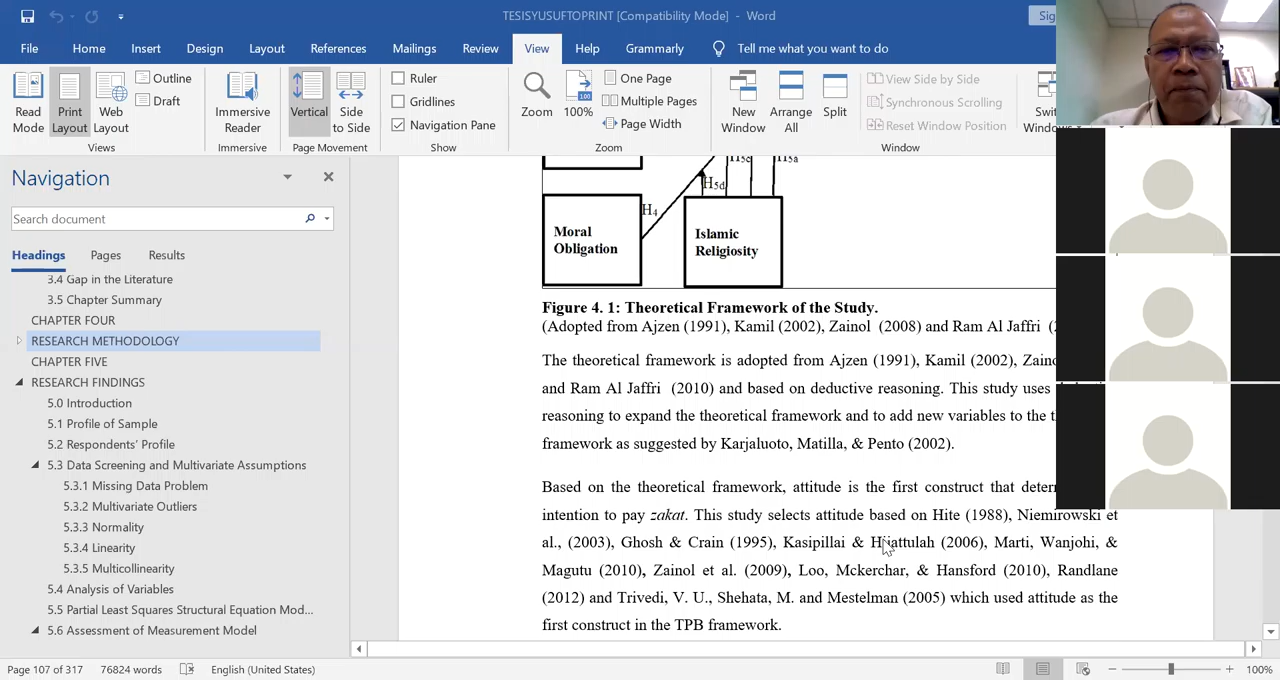 TESISYUSUFTOPRINT [Compatibility Mode] - Word
File Home Insert Design Layout References Mailings Review View Help Grammarly Tell me what you want to do
Read Mode
Print Layout
Web Layout
Outline
Draft
Views
Immersive Reader
Immersive
Vertical
Side to Side
Page Movement
Ruler
Gridlines
Navigation Pane
Show
Zoom
100
100%
One Page
Multiple Pages
Page Width
Zoom
New Window
Arrange All
Split
View Side by Side
Synchronous Scrolling
Reset Window Position
Window
Navigation
Search document
Headings Pages Results
3.4 Gap in the Literature
3.5 Chapter Summary
CHAPTER FOUR
RESEARCH METHODOLOGY
CHAPTER FIVE
RESEARCH FINDINGS
5.0 Introduction
5.1 Profile of Sample
5.2 Respondents' Profile
5.3 Data Screening and Multivariate Assumptions
5.3.1 Missing Data Problem
5.3.2 Multivariate Outliers
5.3.3 Normality
5.3.4 Linearity
5.3.5 Multicollinearity
5.4 Analysis of Variables
5.5 Partial Least Squares Structural Equation Mod...
5.6 Assessment of Measurement Model
H5c H5a
H5d
H4
Moral Obligation
Islamic Religiosity
Figure 4. 1: Theoretical Framework of the Study.
(Adopted from Ajzen (1991), Kamil (2002), Zainol (2008) and Ram Al Jaffri
The theoretical framework is adopted from Ajzen (1991), Kamil (2002),
and Ram Al Jaffri (2010) and based on deductive reasoning. This study uses
reasoning to expand the theoretical framework and to add new variables to the
framework as suggested by Karjaluoto, Matilla, & Pento (2002).
Based on the theoretical framework, attitude is the first construct that
intention to pay zakat. This study selects attitude based on Hite (1988), Niemirowski et
al., (2003), Ghosh & Crain (1995), Kasipillai & Hijattulah (2006), Marti, Wanjohi, &
Magutu (2010), Zainol et al. (2009), Loo, Mckerchar, & Hansford (2010), Randlane
(2012) and Trivedi, V. U., Shehata, M. and Mestelman (2005) which used attitude as the
first construct in the TPB framework.
Page 107 of 317 76824 words English (United States) 100%